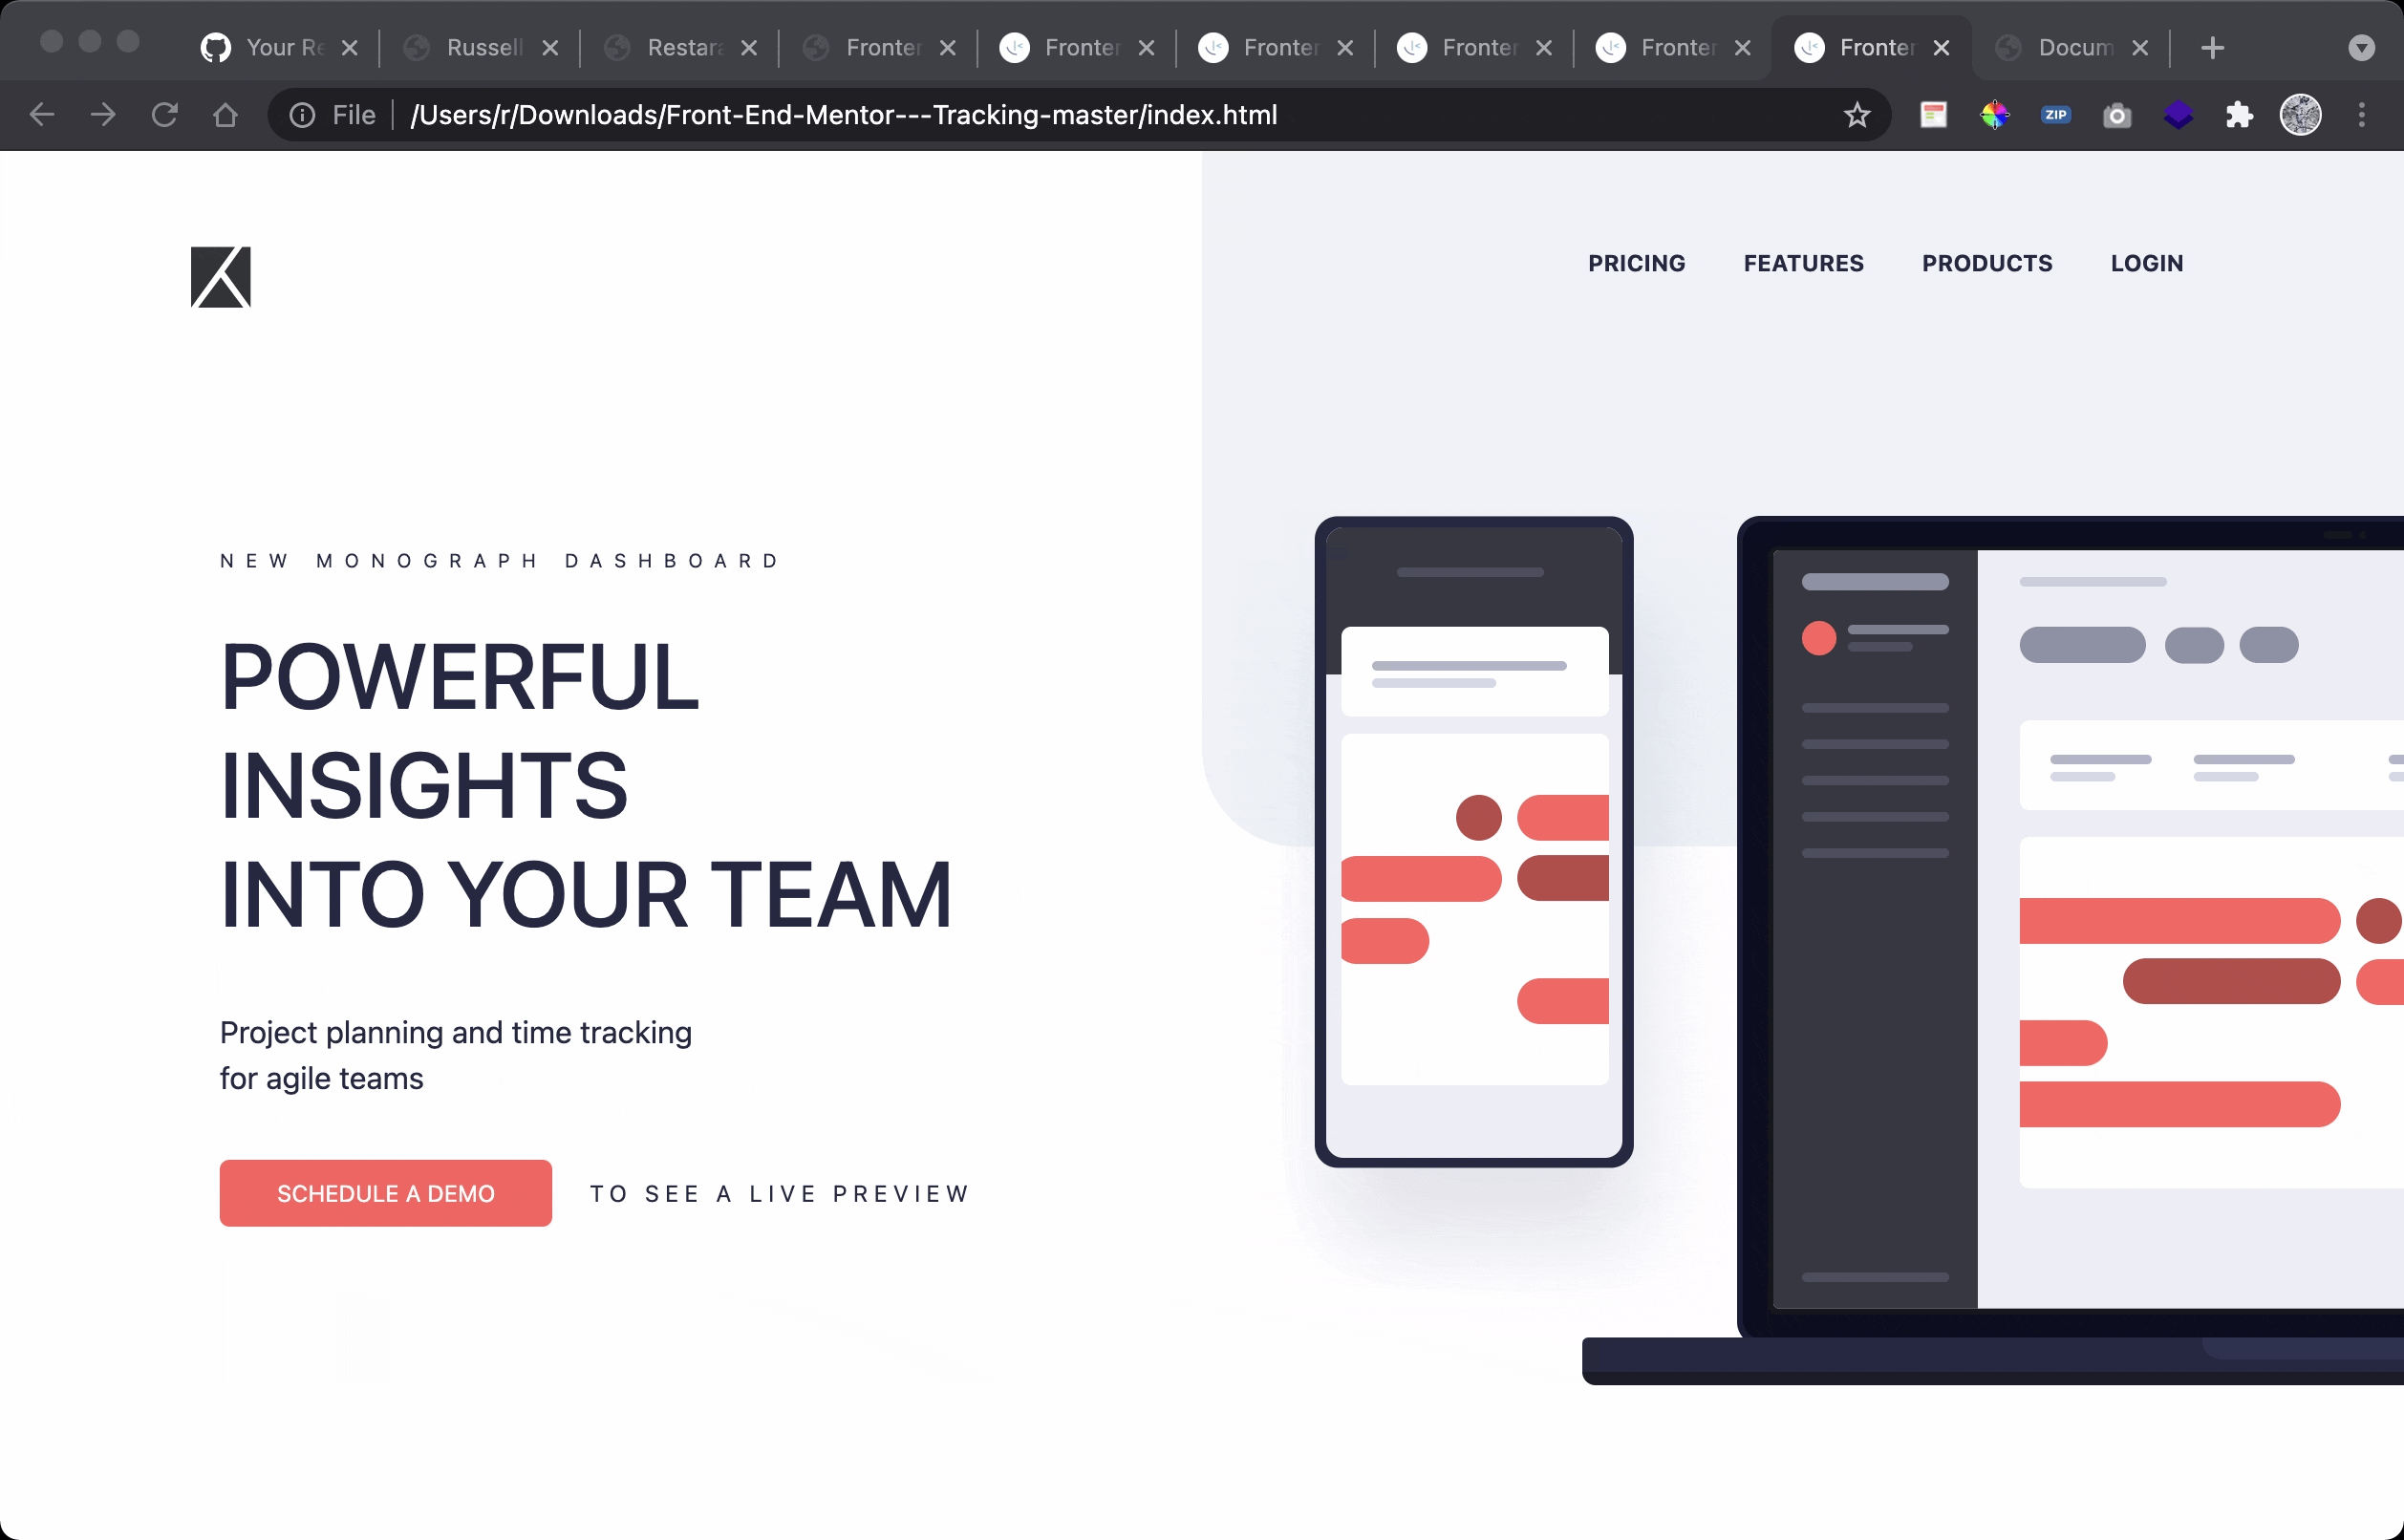 Your Re
Russell
Restara
Fronter
Fronter
Fronter
Fronter
Fronter
Fronter
Docum
File
/Users/r/Downloads/Front-End-Mentor---Tracking-master/index.html
ZIP
PRICING
FEATURES
PRODUCTS
LOGIN
NEW MONOGRAPH DASHBOARD
POWERFUL
INSIGHTS
INTO YOUR TEAM
Project planning and time tracking
for agile teams
SCHEDULE A DEMO
TO SEE A LIVE PREVIEW